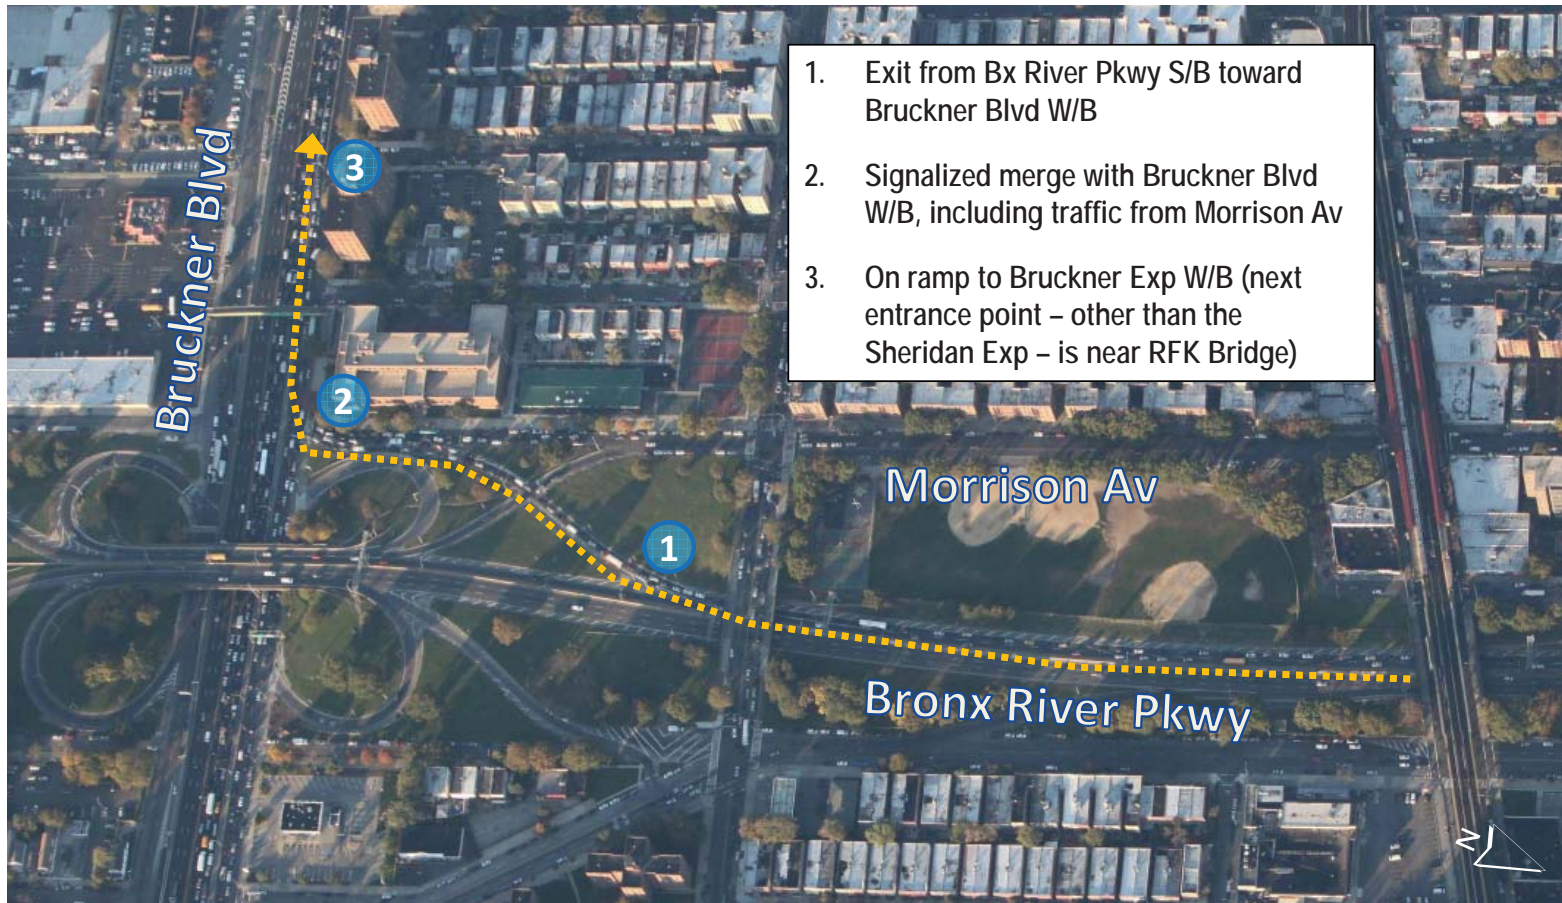 1. Exit from Bx River Pkwy S/B toward
Bruckner Blvd W/B
2. Signalized merge with Bruckner Blvd
W/B, including traffic from Morrison Av
3. On ramp to Bruckner Exp W/B (next
entrance point – other than the
Sheridan Exp – is near RFK Bridge)
Bruckner Blvd
3
2
1
Morrison Av
Bronx River Pkwy
N